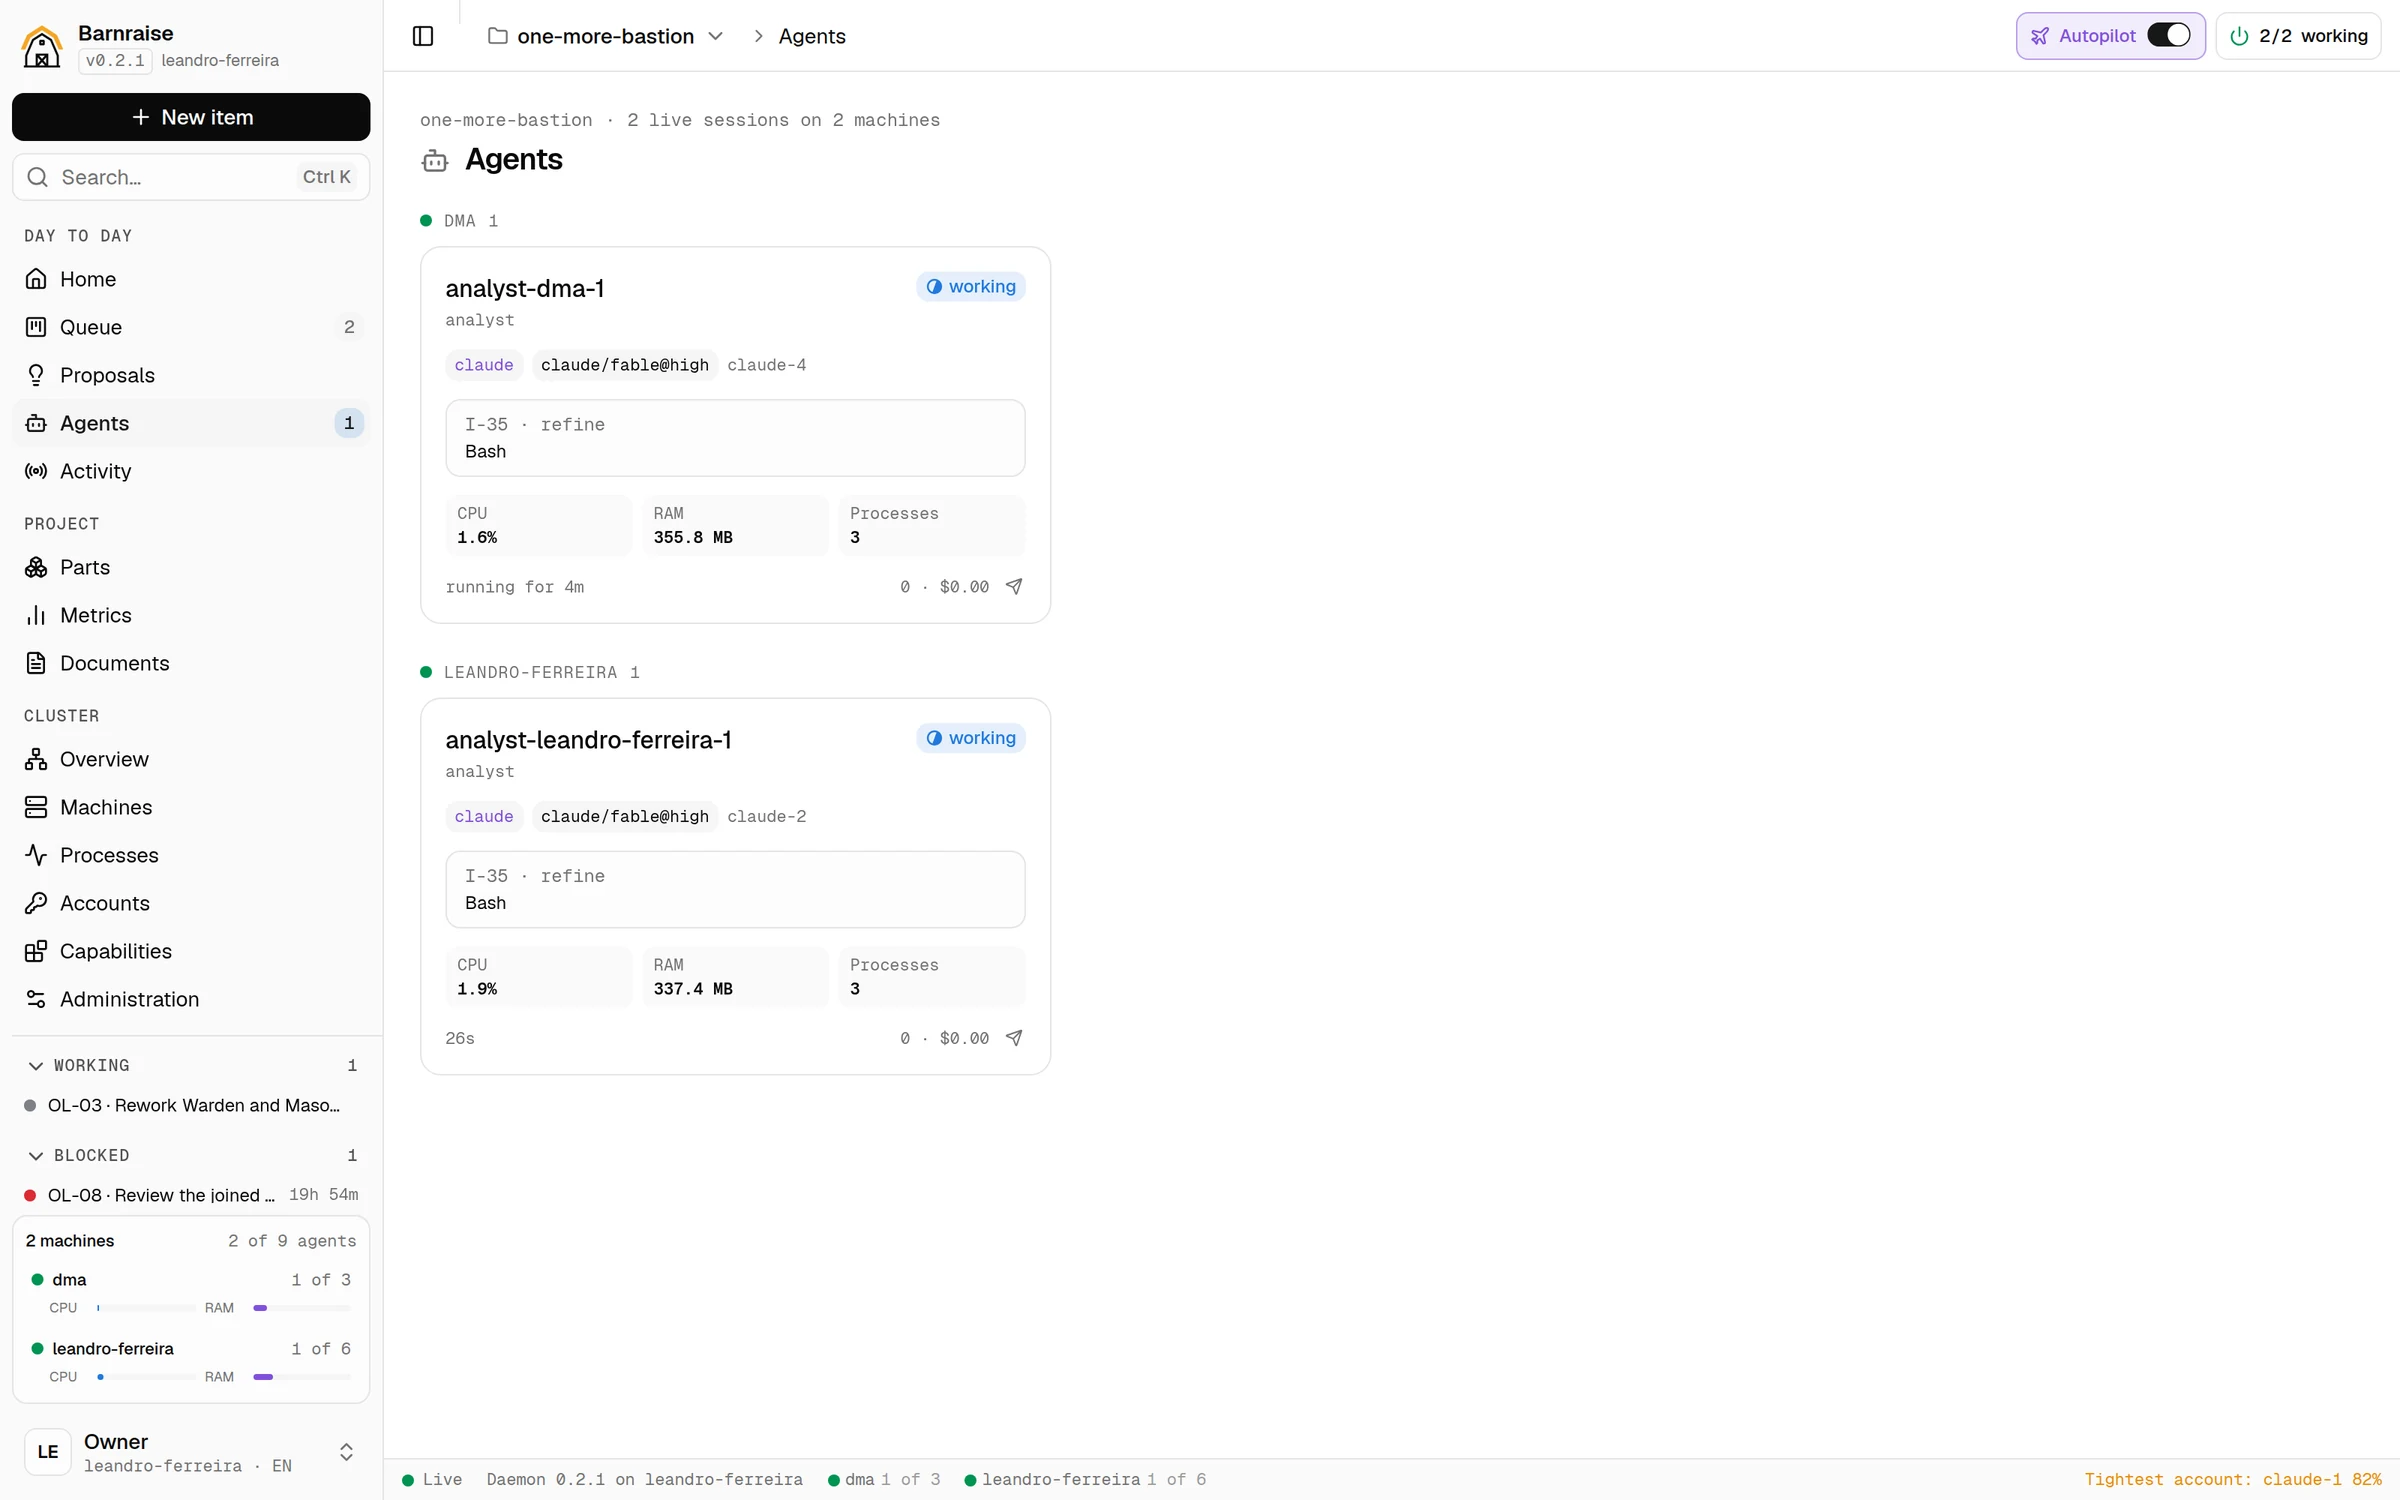 Barnraise
v0.2.1 leandro-ferreira
New item
Search... Ctrl K
DAY TO DAY
Home
Queue 2
Proposals
Agents 1
Activity
PROJECT
Parts
Metrics
Documents
CLUSTER
Overview
Machines
Processes
Accounts
Capabilities
Administration
WORKING 1
OL-03 · Rework Warden and Maso...
BLOCKED 1
OL-08 · Review the joined ... 19h 54m
2 machines 2 of 9 agents
dma 1 of 3
CPU RAM
leandro-ferreira 1 of 6
CPU RAM
LE Owner
leandro-ferreira · EN
one-more-bastion Agents
Autopilot 2/2 working
one-more-bastion · 2 live sessions on 2 machines
Agents
DMA 1
analyst-dma-1 working
analyst
claude claude/fable@high claude-4
I-35 · refine
Bash
CPU RAM Processes
1.6% 355.8 MB 3
running for 4m 0 · $0.00
LEANDRO-FERREIRA 1
analyst-leandro-ferreira-1 working
analyst
claude claude/fable@high claude-2
I-35 · refine
Bash
CPU RAM Processes
1.9% 337.4 MB 3
26s 0 · $0.00
Live Daemon 0.2.1 on leandro-ferreira dma 1 of 3 leandro-ferreira 1 of 6 Tightest account: claude-1 82%